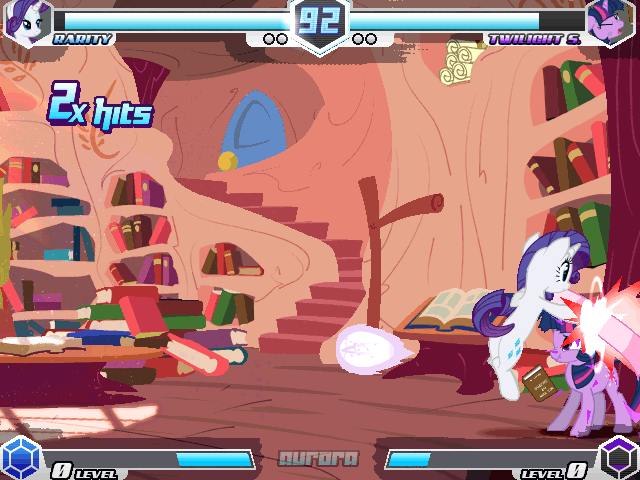 92
RARITY
TWILIGHT S.
2x hits
0 LEVEL
aurora
LEVEL 0